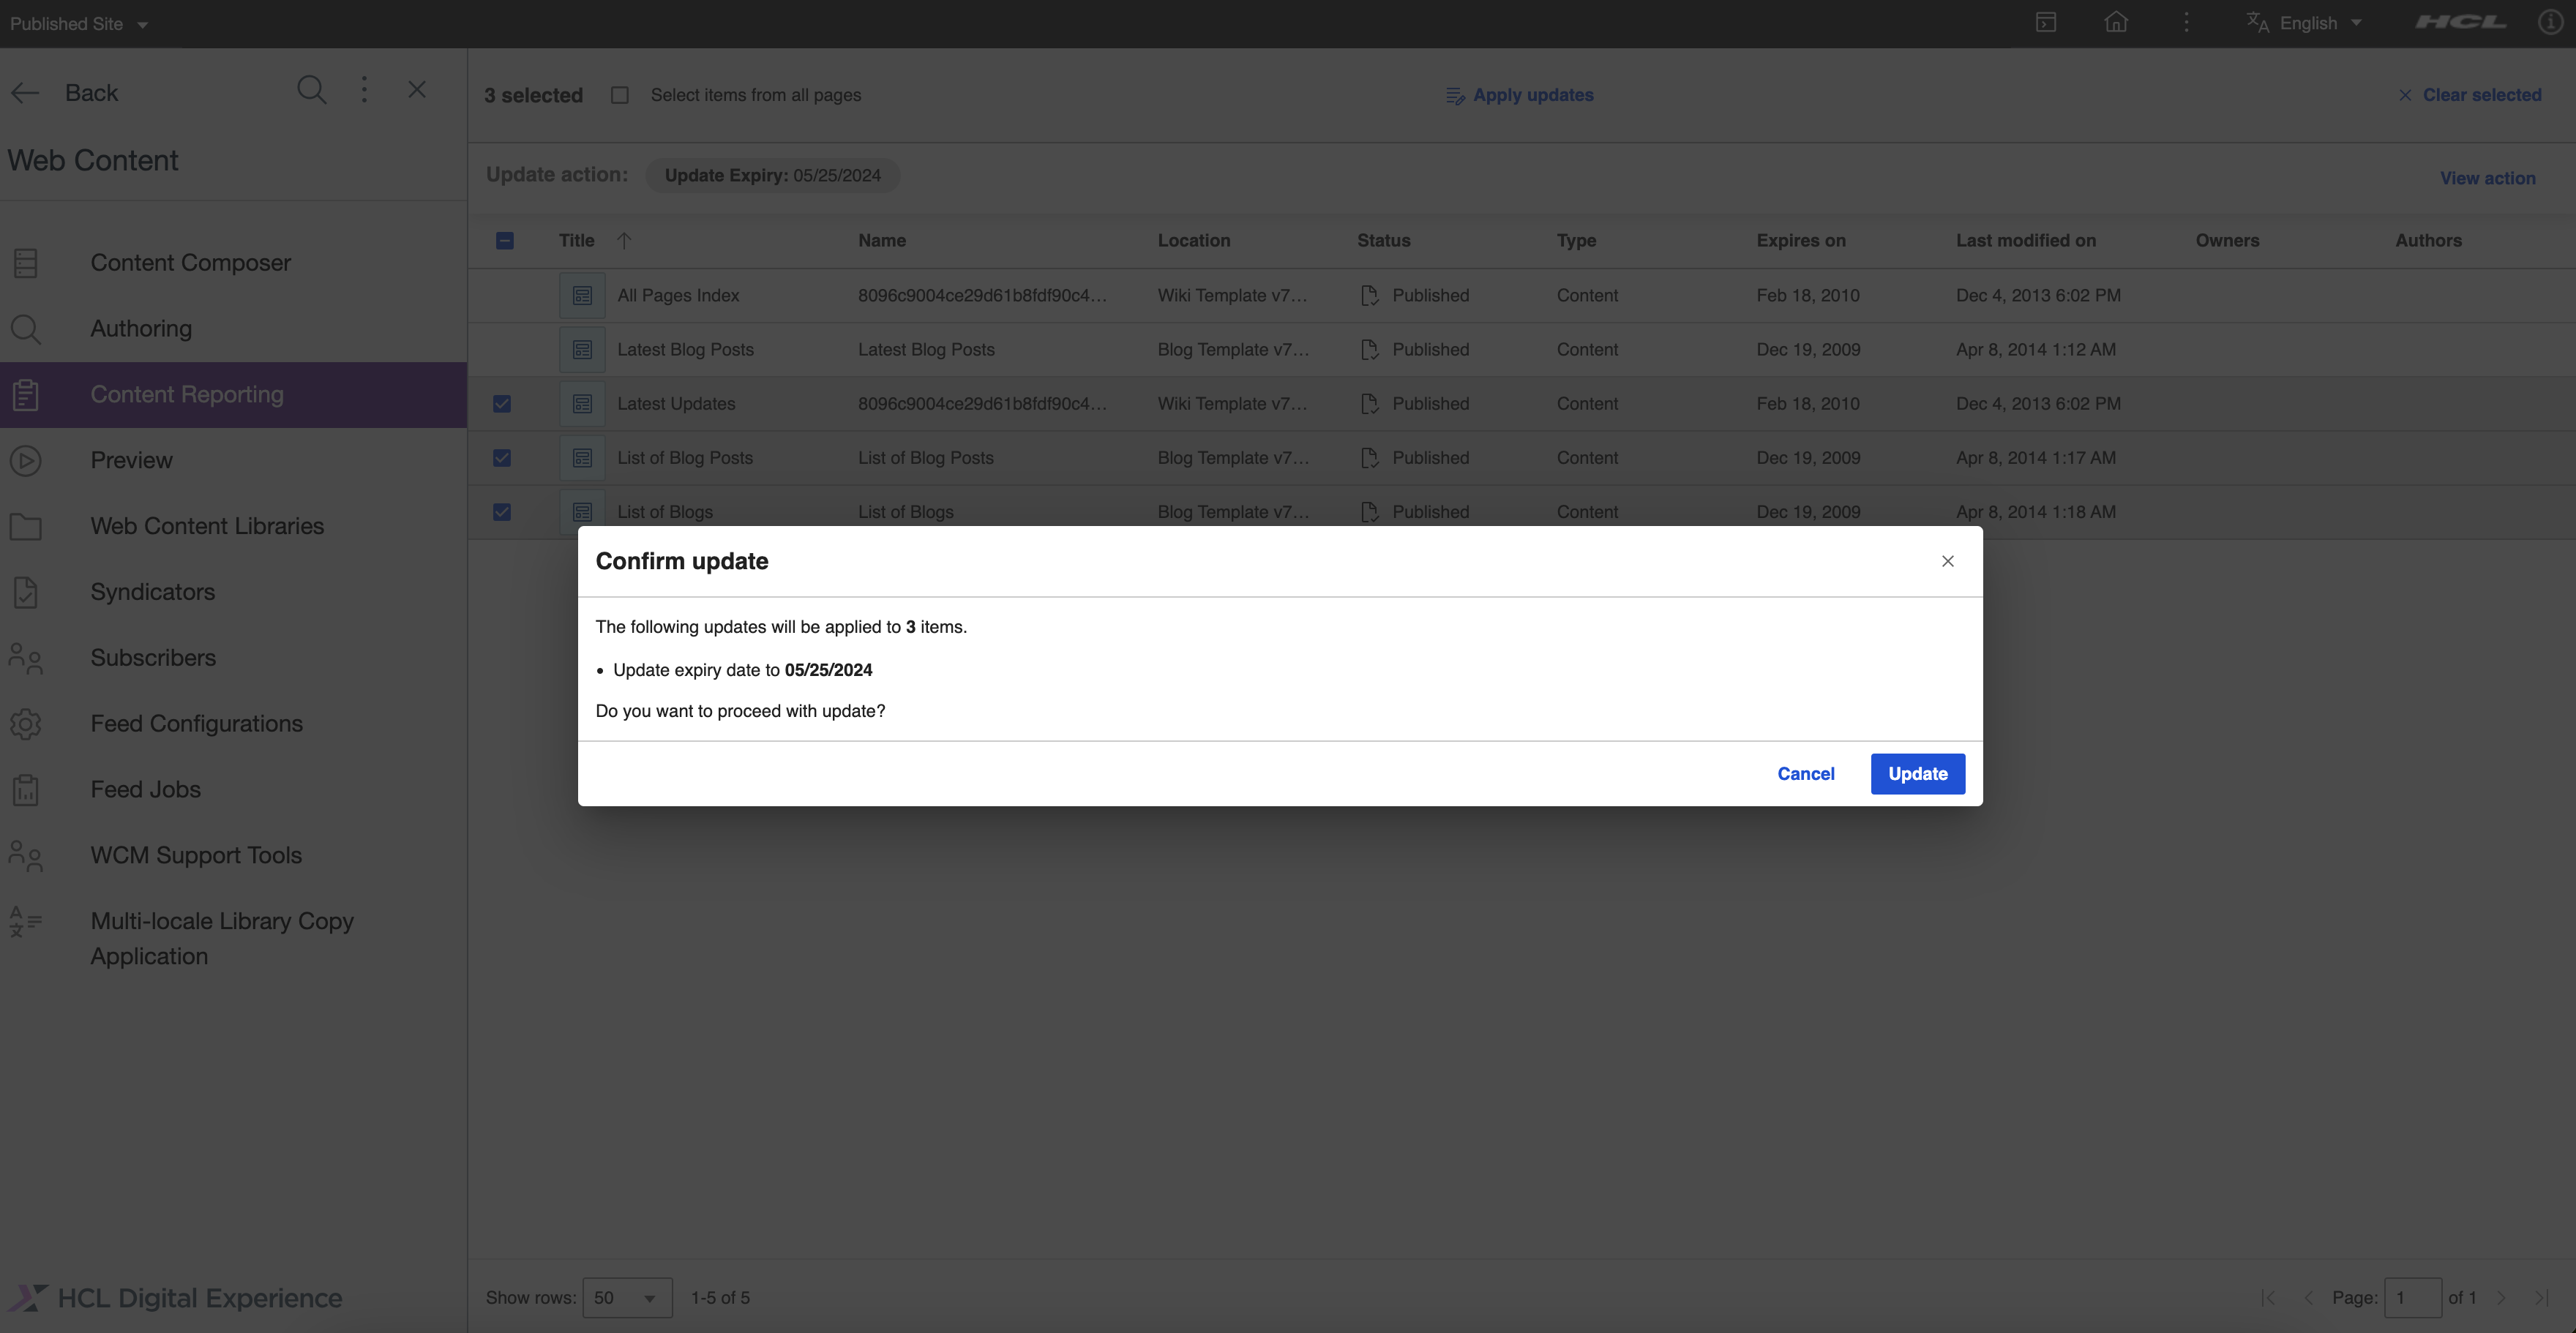 Published Site
English
HCL
Back
Web Content
Content Composer
Authoring
Content Reporting
Preview
Web Content Libraries
Syndicators
Subscribers
Feed Configurations
Feed Jobs
WCM Support Tools
Multi-locale Library Copy
Application
HCL Digital Experience
3 selected Select items from all pages Apply updates Clear selected
Update action: Update Expiry: 05/25/2024 View action
Title Name Location Status Type Expires on Last modified on Owners Authors
All Pages Index 8096c9004ce29d61b8fdf90c4... Wiki Template v7... Published Content Feb 18, 2010 Dec 4, 2013 6:02 PM
Latest Blog Posts Latest Blog Posts Blog Template v7... Published Content Dec 19, 2009 Apr 8, 2014 1:12 AM
Latest Updates 8096c9004ce29d61b8fdf90c4... Wiki Template v7... Published Content Feb 18, 2010 Dec 4, 2013 6:02 PM
List of Blog Posts List of Blog Posts Blog Template v7... Published Content Dec 19, 2009 Apr 8, 2014 1:17 AM
List of Blogs List of Blogs Blog Template v7... Published Content Dec 19, 2009 Apr 8, 2014 1:18 AM
Confirm update
The following updates will be applied to 3 items.
• Update expiry date to 05/25/2024
Do you want to proceed with update?
Cancel Update
Show rows: 50 1-5 of 5 Page: 1 of 1